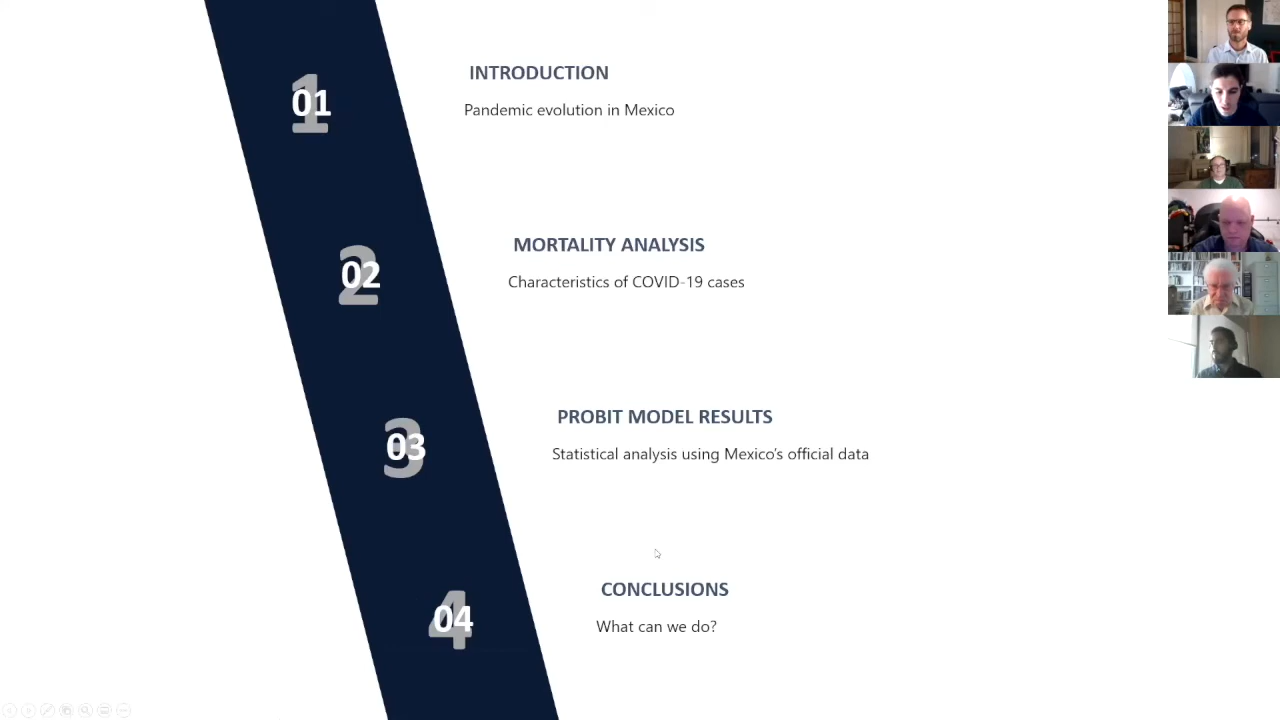 01
INTRODUCTION
Pandemic evolution in Mexico
02
MORTALITY ANALYSIS
Characteristics of COVID-19 cases
03
PROBIT MODEL RESULTS
Statistical analysis using Mexico's official data
04
CONCLUSIONS
What can we do?